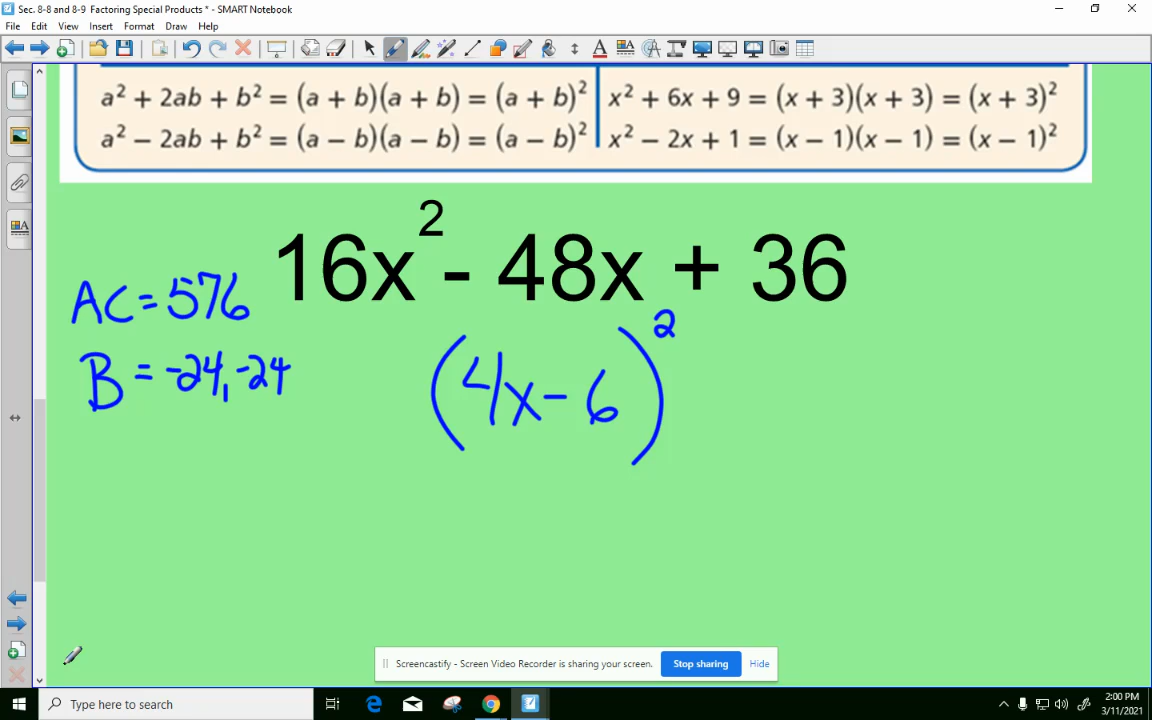 Sec. 8-8 and 8-9 Factoring Special Products * - SMART Notebook
File Edit View Insert Format Draw Help
a² + 2ab + b² = (a + b)(a + b) = (a + b)² x² + 6x + 9 = (x + 3)(x + 3) = (x + 3)²
a² − 2ab + b² = (a − b)(a − b) = (a − b)² x² − 2x + 1 = (x − 1)(x − 1) = (x − 1)²
16x² - 48x + 36
AC = 576
B = -24, -24
(4x - 6)²
Screencastify - Screen Video Recorder is sharing your screen. Stop sharing Hide
Type here to search
2:00 PM
3/11/2021